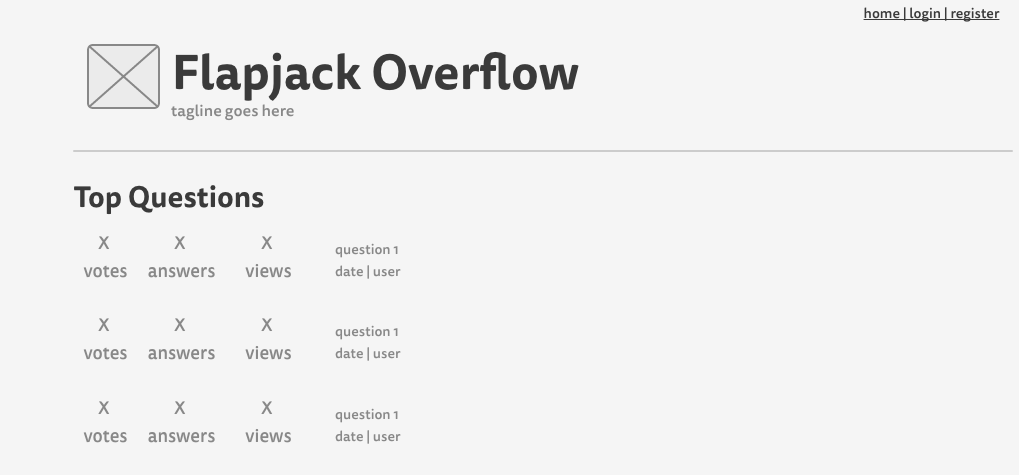 home | login | register
Flapjack Overflow
tagline goes here
Top Questions
X X X question 1
votes answers views date | user
X X X question 1
votes answers views date | user
X X X question 1
votes answers views date | user